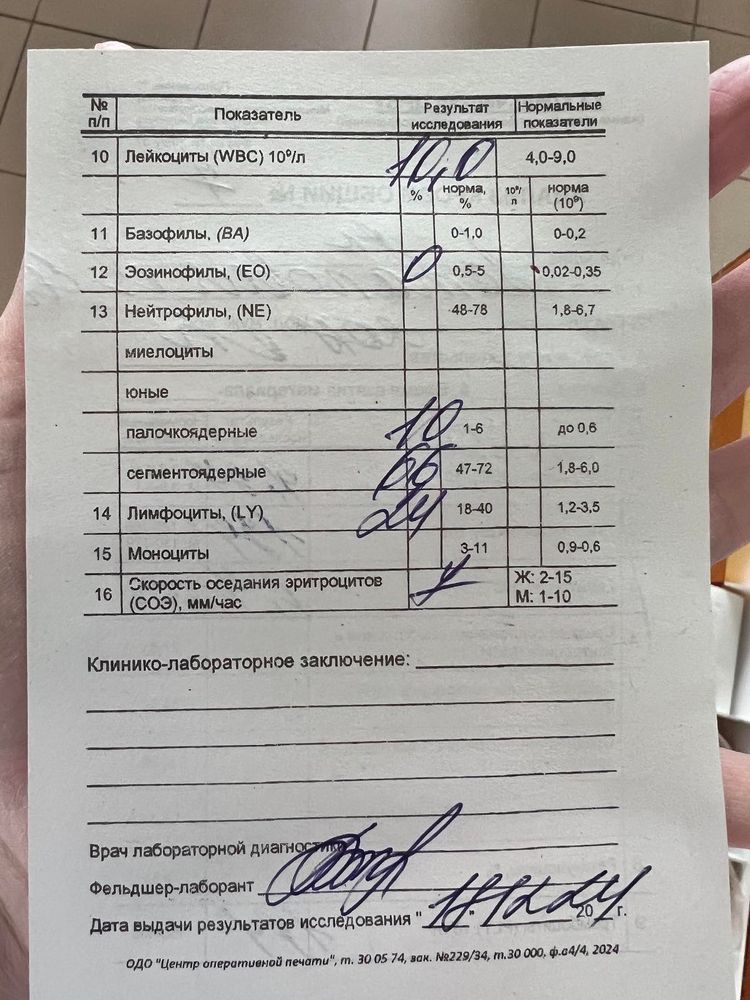 № п/п Показатель Результат исследования Нормальные показатели
10 Лейкоциты (WBC) 10⁹/л 10,0 4,0-9,0
% норма, % 10⁹/л норма (10⁹)
11 Базофилы, (BA) 0-1,0 0-0,2
12 Эозинофилы, (EO) 0 0,5-5 0,02-0,35
13 Нейтрофилы, (NE) 48-78 1,8-6,7
миелоциты
юные
палочкоядерные 10 1-6 до 0,6
сегментоядерные 66 47-72 1,8-6,0
14 Лимфоциты, (LY) 24 18-40 1,2-3,5
15 Моноциты 3-11 0,9-0,6
16 Скорость оседания эритроцитов (СОЭ), мм/час Ж: 2-15
М: 1-10
Клинико-лабораторное заключение:
Врач лабораторной диагностики
Фельдшер-лаборант
Дата выдачи результатов исследования "18" 12.24 20 г.
ОДО "Центр оперативной печати", т. 30 05 74, зак. №229/34, т.30 000, ф.а4/4, 2024